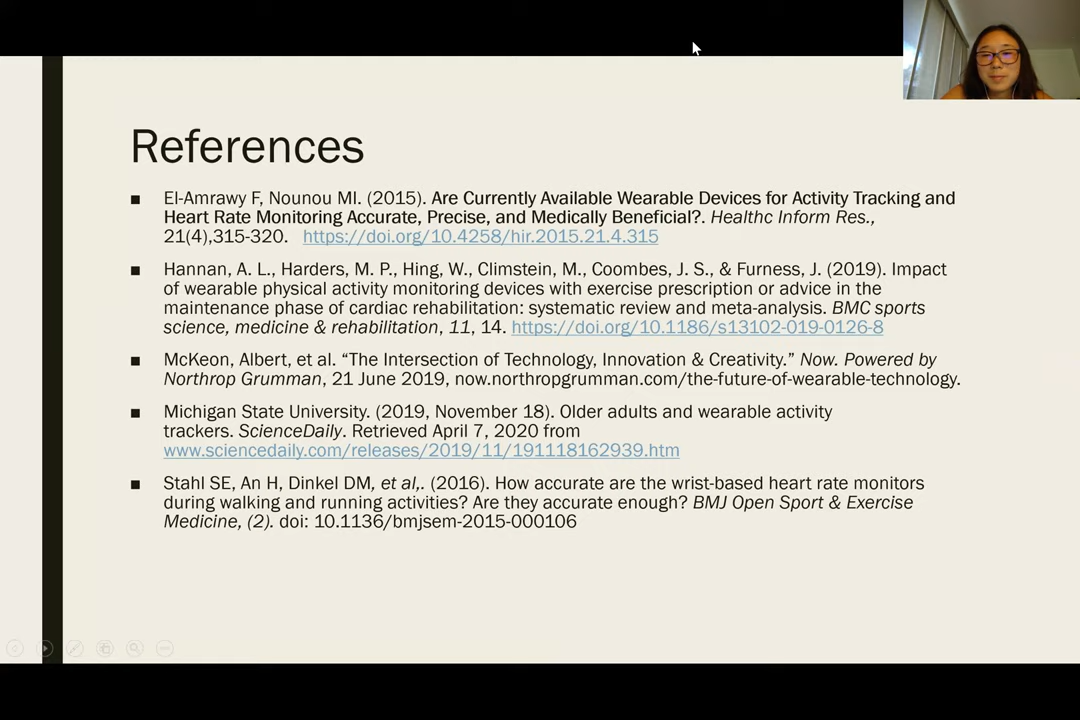 References
El-Amrawy F, Nounou MI. (2015). Are Currently Available Wearable Devices for Activity Tracking and
Heart Rate Monitoring Accurate, Precise, and Medically Beneficial?. Healthc Inform Res.,
21(4),315-320. https://doi.org/10.4258/hir.2015.21.4.315
Hannan, A. L., Harders, M. P., Hing, W., Climstein, M., Coombes, J. S., & Furness, J. (2019). Impact
of wearable physical activity monitoring devices with exercise prescription or advice in the
maintenance phase of cardiac rehabilitation: systematic review and meta-analysis. BMC sports
science, medicine & rehabilitation, 11, 14. https://doi.org/10.1186/s13102-019-0126-8
McKeon, Albert, et al. “The Intersection of Technology, Innovation & Creativity.” Now. Powered by
Northrop Grumman, 21 June 2019, now.northropgrumman.com/the-future-of-wearable-technology.
Michigan State University. (2019, November 18). Older adults and wearable activity
trackers. ScienceDaily. Retrieved April 7, 2020 from
www.sciencedaily.com/releases/2019/11/191118162939.htm
Stahl SE, An H, Dinkel DM, et al,. (2016). How accurate are the wrist-based heart rate monitors
during walking and running activities? Are they accurate enough? BMJ Open Sport & Exercise
Medicine, (2). doi: 10.1136/bmjsem-2015-000106